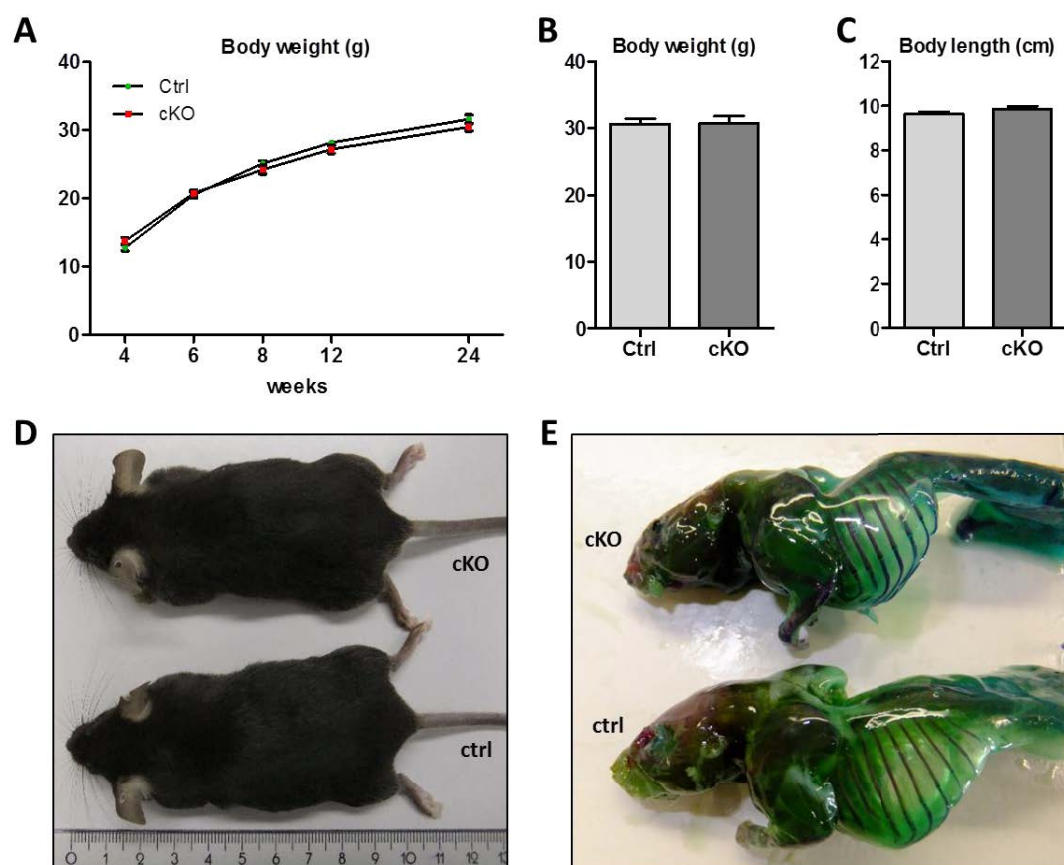 A
Body weight (g)
40
30
20
10
0
Ctrl
cKO
4 6 8 12 24
weeks
B
Body weight (g)
40
30
20
10
0
Ctrl cKO
C
Body length (cm)
12
10
8
6
4
2
0
Ctrl cKO
D
cKO
ctrl
0 1 2 3 4 5 6 7 8 9 10 11 12 13
E
cKO
ctrl